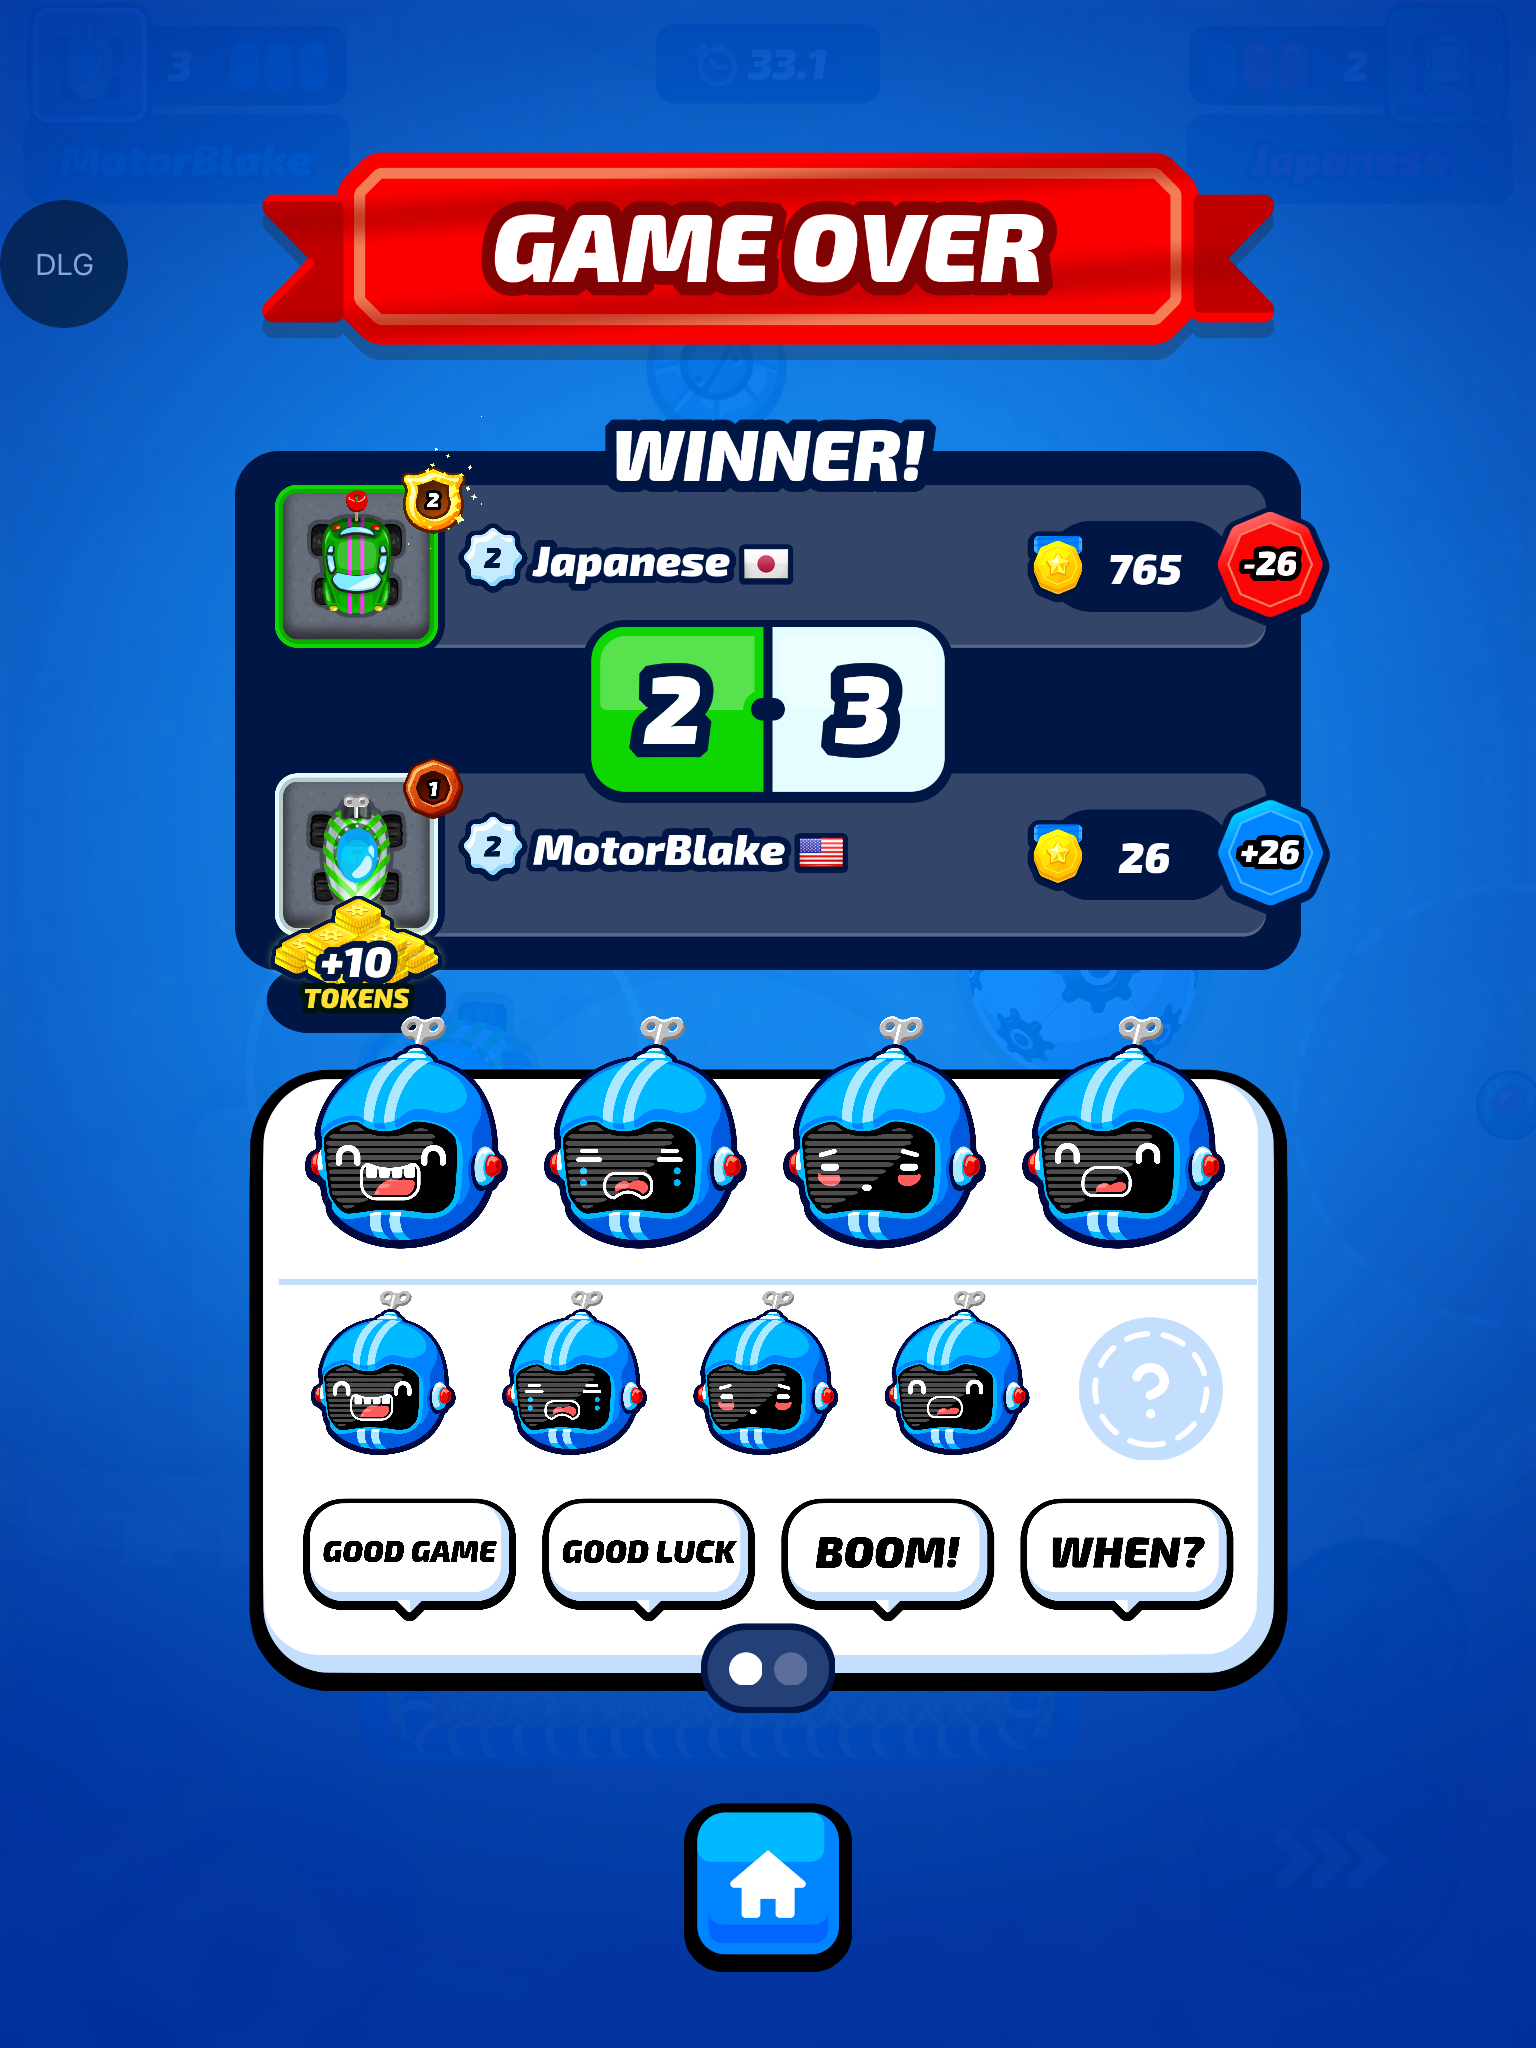 3
33.1
2
MotorBlake
Japanese
DLG
GAME OVER
WINNER!
2
2 Japanese
765
-26
2 3
1
2 MotorBlake
26
+26
+10
TOKENS
?
GOOD GAME
GOOD LUCK
BOOM!
WHEN?